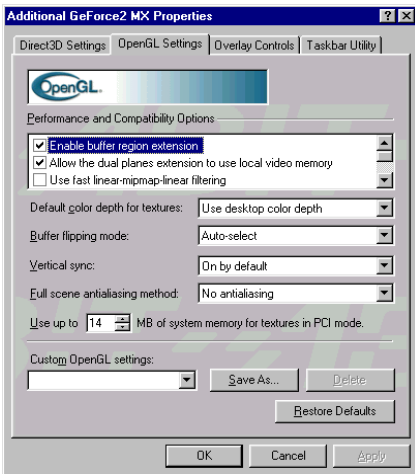 Additional GeForce2 MX Properties
Direct3D Settings OpenGL Settings Overlay Controls Taskbar Utility
OpenGL.
Performance and Compatibility Options
Enable buffer region extension
Allow the dual planes extension to use local video memory
Use fast linear-mipmap-linear filtering
Default color depth for textures: Use desktop color depth
Buffer flipping mode: Auto-select
Vertical sync: On by default
Full scene antialiasing method: No antialiasing
Use up to 14 MB of system memory for textures in PCI mode.
Custom OpenGL settings:
Save As... Delete
Restore Defaults
OK Cancel Apply